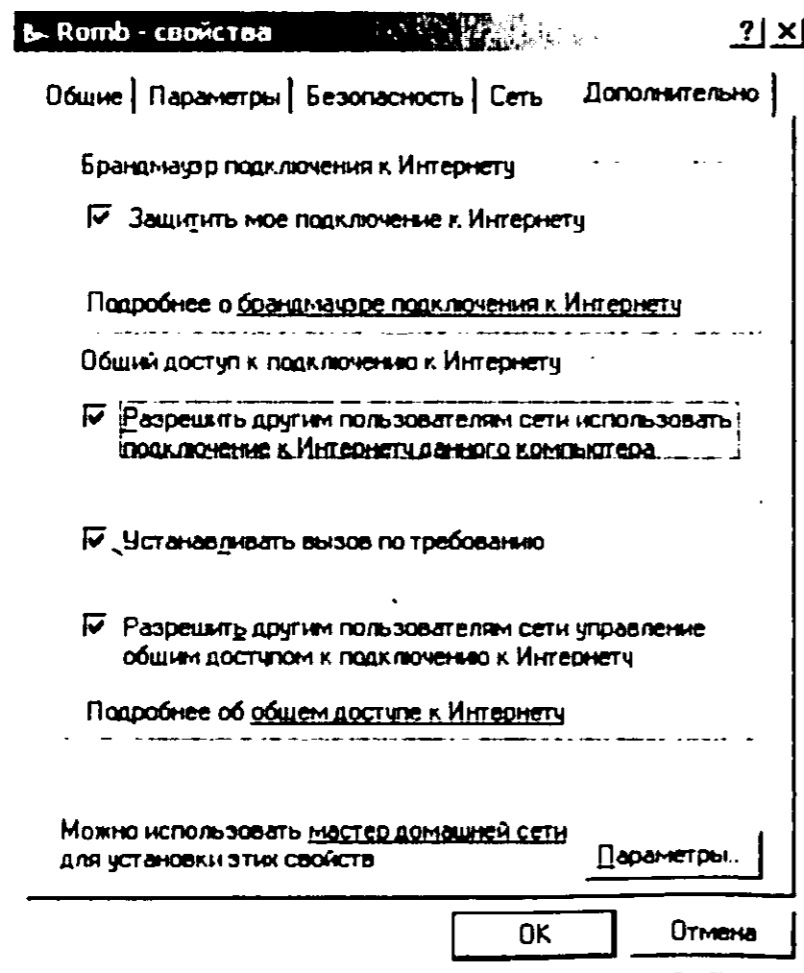 Romb - свойства ? ×
Общие Параметры Безопасность Сеть Дополнительно
Брандмауэр подключения к Интернету
Защитить мое подключение к Интернету
Подробнее о брандмауэре подключения к Интернету
Общий доступ к подключению к Интернету
Разрешить другим пользователям сети использовать
подключение к Интернету данного компьютера
Устанавливать вызов по требованию
Разрешить другим пользователям сети управление
общим доступом к подключению к Интернету
Подробнее об общем доступе к Интернету
Можно использовать мастер домашней сети
для установки этих свойств
Параметры..
OK Отмена